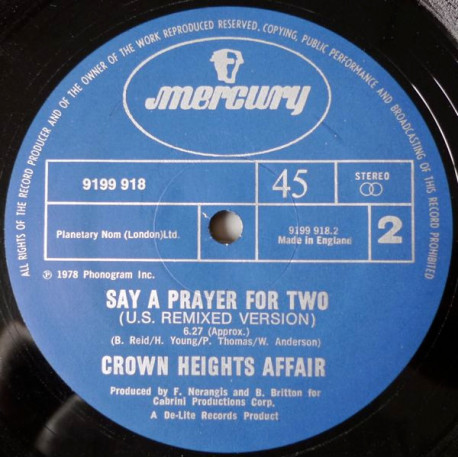 ALL RIGHTS OF THE RECORD PRODUCER AND OF THE OWNER OF THE WORK REPRODUCED RESERVED. COPYING, PUBLIC PERFORMANCE AND BROADCASTING OF THIS RECORD PROHIBITED
mercury
9199 918
45
STEREO
Planetary Nom (London)Ltd.
9199 918.2
Made in England
2
℗ 1978 Phonogram Inc.
SAY A PRAYER FOR TWO
(U.S. REMIXED VERSION)
6.27 (Approx.)
(B. Reid/H. Young/P. Thomas/W. Anderson)
CROWN HEIGHTS AFFAIR
Produced by F. Nerangis and B. Britton for
Cabrini Productions Corp.
A De-Lite Records Product